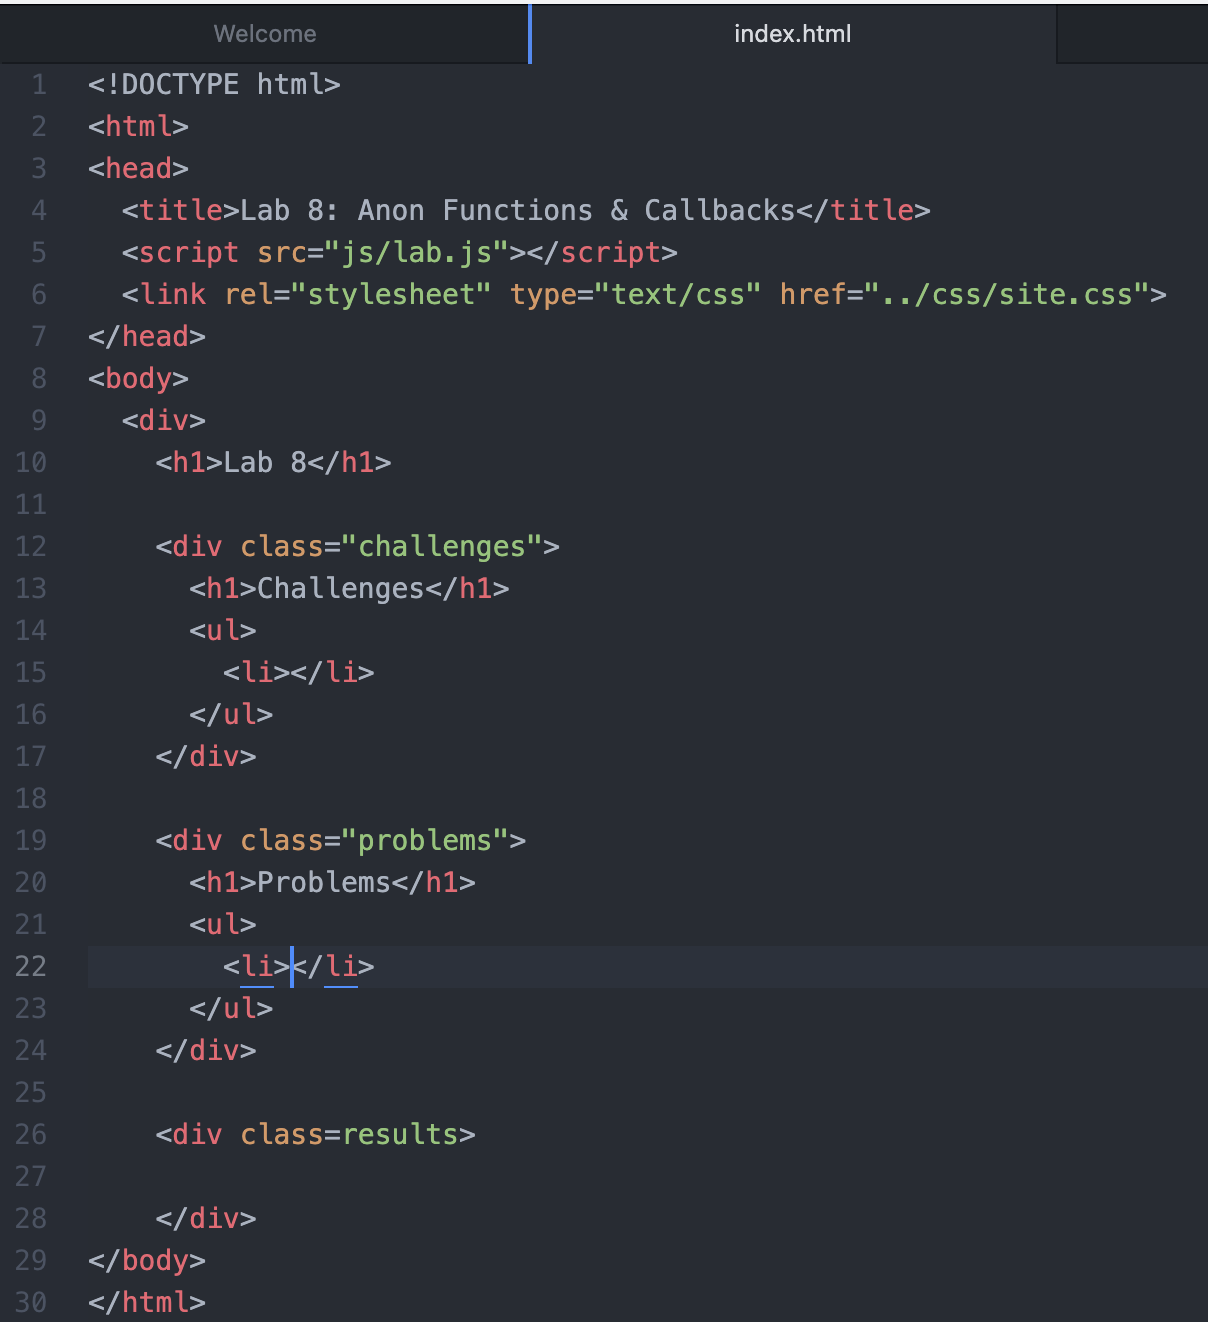 Welcome index.html
1 <!DOCTYPE html>
2 <html>
3 <head>
4   <title>Lab 8: Anon Functions & Callbacks</title>
5   <script src="js/lab.js"></script>
6   <link rel="stylesheet" type="text/css" href="../css/site.css">
7 </head>
8 <body>
9   <div>
10     <h1>Lab 8</h1>
11
12     <div class="challenges">
13       <h1>Challenges</h1>
14       <ul>
15         <li></li>
16       </ul>
17     </div>
18
19     <div class="problems">
20       <h1>Problems</h1>
21       <ul>
22         <li></li>
23       </ul>
24     </div>
25
26     <div class=results>
27
28     </div>
29 </body>
30 </html>